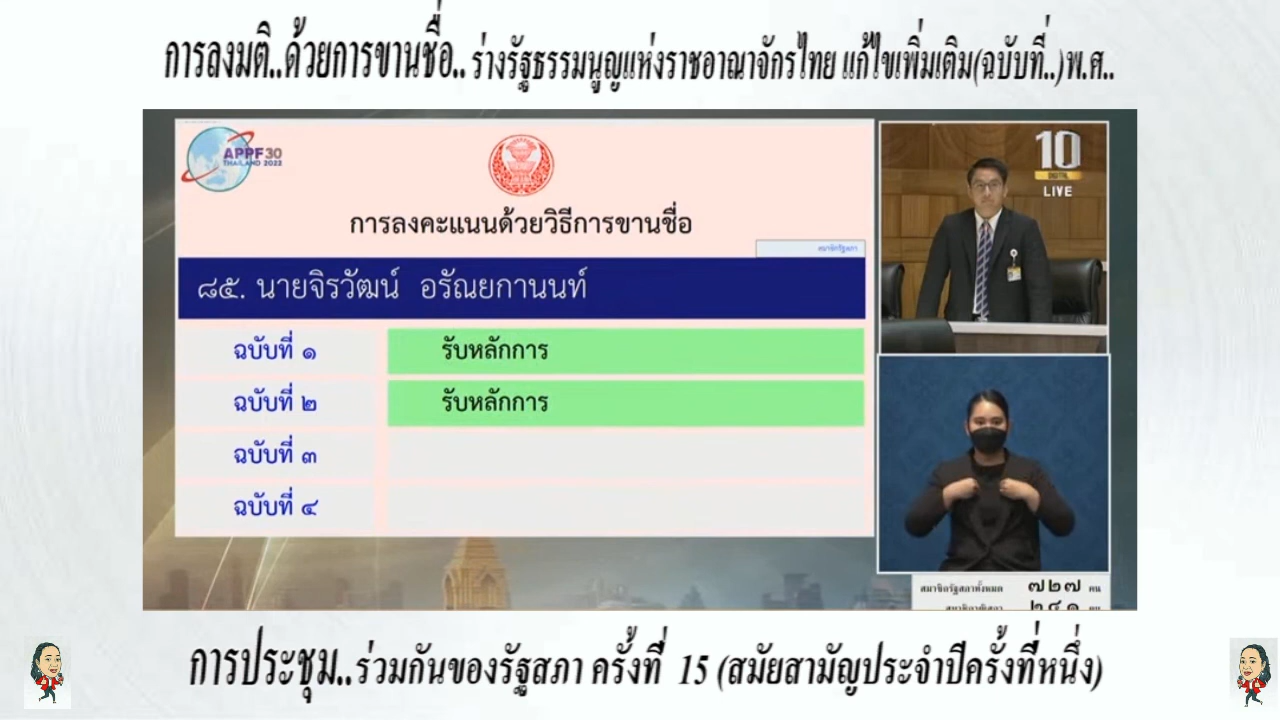 การลงมติ..ด้วยการขานชื่อ.. ร่างรัฐธรรมนูญแห่งราชอาณาจักรไทย แก้ไขเพิ่มเติม(ฉบับที่..)พ.ศ..
APPF30
THAILAND 2022
การลงคะแนนด้วยวิธีการขานชื่อ
สมาชิกรัฐสภา
๘๕. นายจิรวัฒน์ อรัณยกานนท์
ฉบับที่ ๑ รับหลักการ
ฉบับที่ ๒ รับหลักการ
ฉบับที่ ๓
ฉบับที่ ๔
10
DIGITAL
LIVE
สมาชิกรัฐสภาทั้งหมด ๗๒๗ คน
การประชุม..ร่วมกันของรัฐสภา ครั้งที่ 15 (สมัยสามัญประจำปีครั้งที่หนึ่ง)